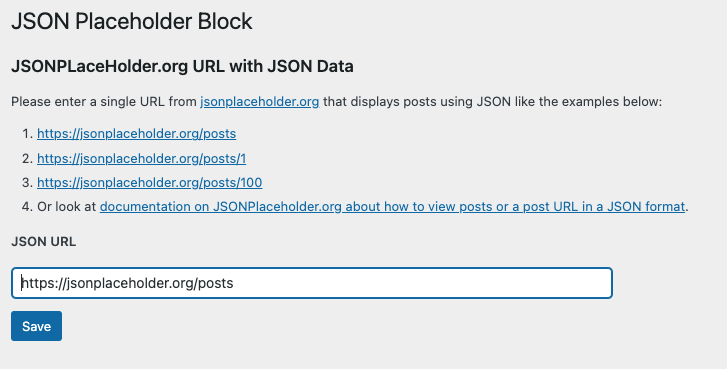 JSON Placeholder Block
JSONPLaceHolder.org URL with JSON Data
Please enter a single URL from jsonplaceholder.org that displays posts using JSON like the examples below:
1. https://jsonplaceholder.org/posts
2. https://jsonplaceholder.org/posts/1
3. https://jsonplaceholder.org/posts/100
4. Or look at documentation on JSONPlaceholder.org about how to view posts or a post URL in a JSON format.
JSON URL
https://jsonplaceholder.org/posts
Save